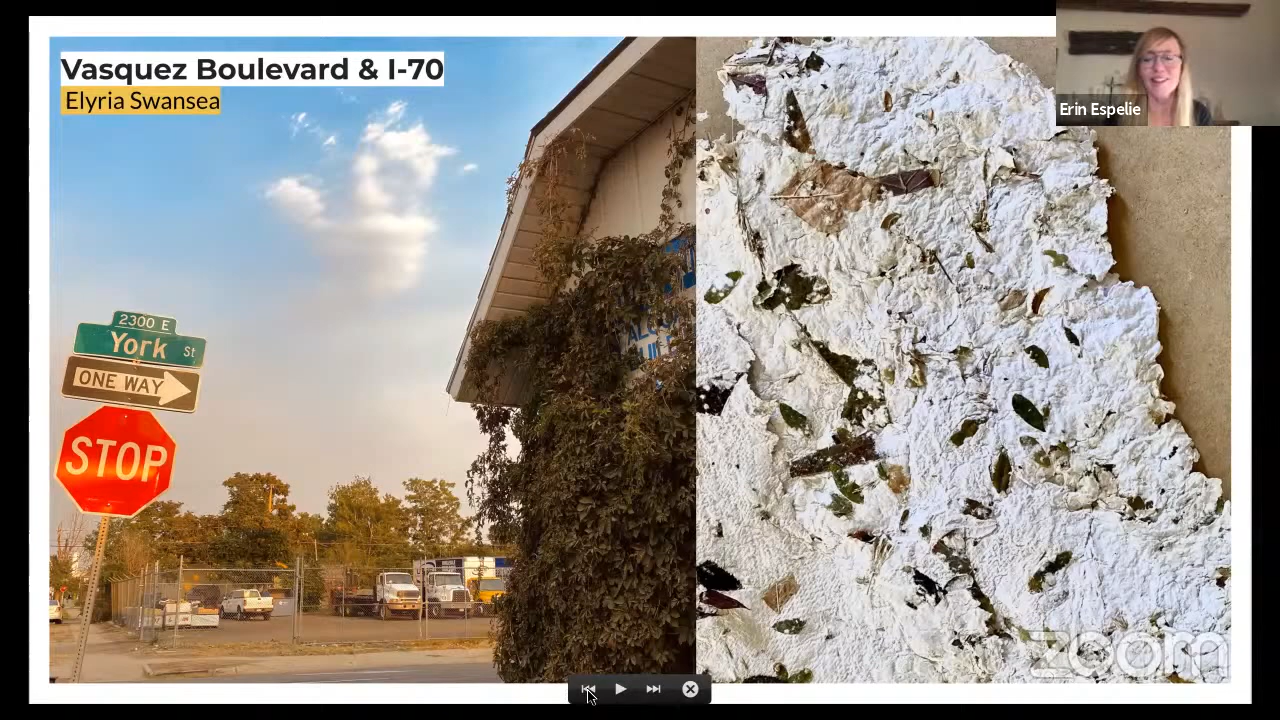 Vasquez Boulevard & I-70
Elyria Swansea
Erin Espelie
2300 E
York St
ONE WAY
STOP
zoom